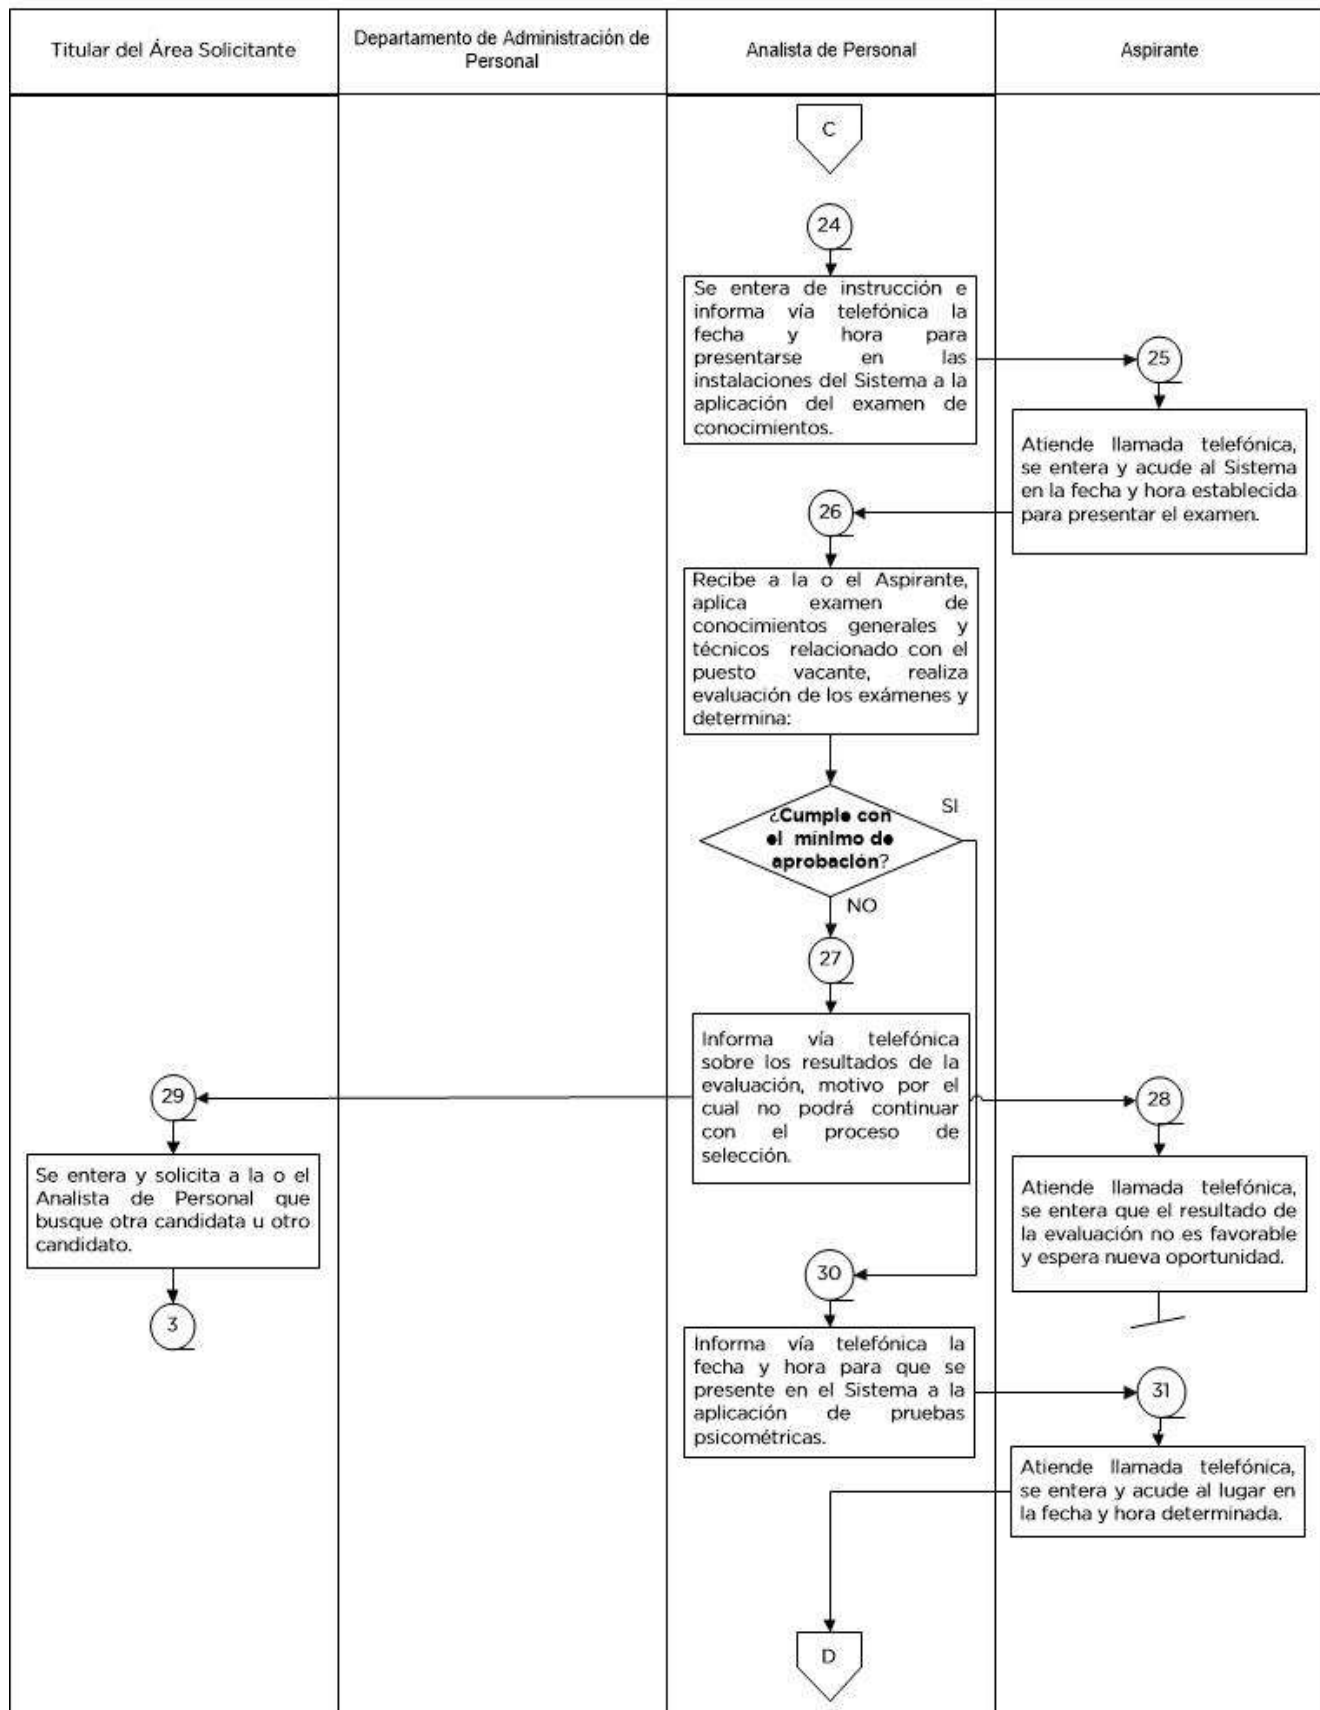 Titular del Área Solicitante
Departamento de Administración de
Personal
Analista de Personal
Aspirante
C
24
Se entera de instrucción e
informa vía telefónica la
fecha y hora para
presentarse en las
instalaciones del Sistema a la
aplicación del examen de
conocimientos.
25
Atiende llamada telefónica,
se entera y acude al Sistema
en la fecha y hora establecida
para presentar el examen.
26
Recibe a la o el Aspirante,
aplica examen de
conocimientos generales y
técnicos relacionado con el
puesto vacante, realiza
evaluación de los exámenes y
determina:
¿Cumple con
el mínimo de
aprobación?
SI
NO
27
Informa vía telefónica
sobre los resultados de la
evaluación, motivo por el
cual no podrá continuar
con el proceso de
selección.
28
Atiende llamada telefónica,
se entera que el resultado de
la evaluación no es favorable
y espera nueva oportunidad.
29
Se entera y solicita a la o el
Analista de Personal que
busque otra candidata u otro
candidato.
3
30
Informa vía telefónica la
fecha y hora para que se
presente en el Sistema a la
aplicación de pruebas
psicométricas.
31
Atiende llamada telefónica,
se entera y acude al lugar en
la fecha y hora determinada.
D